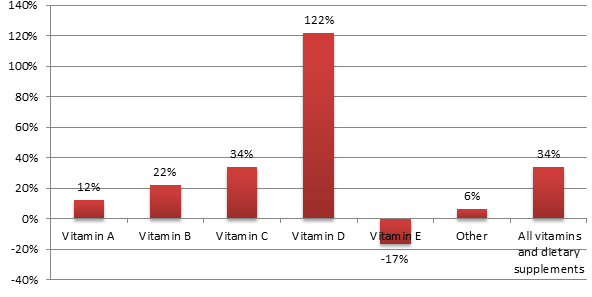 140%
120%
100%
80%
60%
40%
20%
0%
-20%
-40%
12%
22%
34%
122%
-17%
6%
34%
Vitamin A
Vitamin B
Vitamin C
Vitamin D
Vitamin E
Other
All vitamins
and dietary
supplements